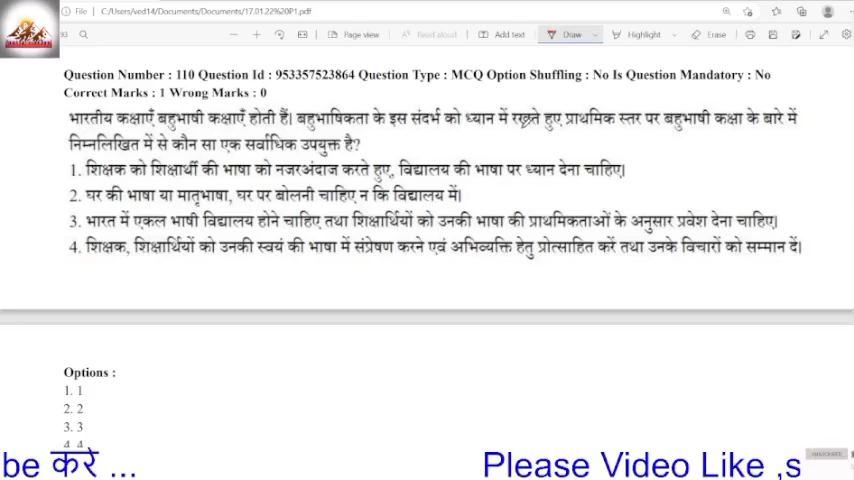 File | C:/Users/ved14/Documents/Documents/17.01.22%20P1.pdf
93 Page view Read aloud Add text Draw Highlight Erase
Question Number : 110 Question Id : 953357523864 Question Type : MCQ Option Shuffling : No Is Question Mandatory : No
Correct Marks : 1 Wrong Marks : 0
भारतीय कक्षाएँ बहुभाषी कक्षाएँ होती हैं। बहुभाषिकता के इस संदर्भ को ध्यान में रखते हुए प्राथमिक स्तर पर बहुभाषी कक्षा के बारे में
निम्नलिखित में से कौन सा एक सर्वाधिक उपयुक्त है?
1. शिक्षक को शिक्षार्थी की भाषा को नजरअंदाज करते हुए, विद्यालय की भाषा पर ध्यान देना चाहिए।
2. घर की भाषा या मातृभाषा, घर पर बोलनी चाहिए न कि विद्यालय में।
3. भारत में एकल भाषी विद्यालय होने चाहिए तथा शिक्षार्थियों को उनकी भाषा की प्राथमिकताओं के अनुसार प्रवेश देना चाहिए।
4. शिक्षक, शिक्षार्थियों को उनकी स्वयं की भाषा में संप्रेषण करने एवं अभिव्यक्ति हेतु प्रोत्साहित करें तथा उनके विचारों को सम्मान दें।
Options :
1. 1
2. 2
3. 3
4. 4
be करे ... Please Video Like ,s